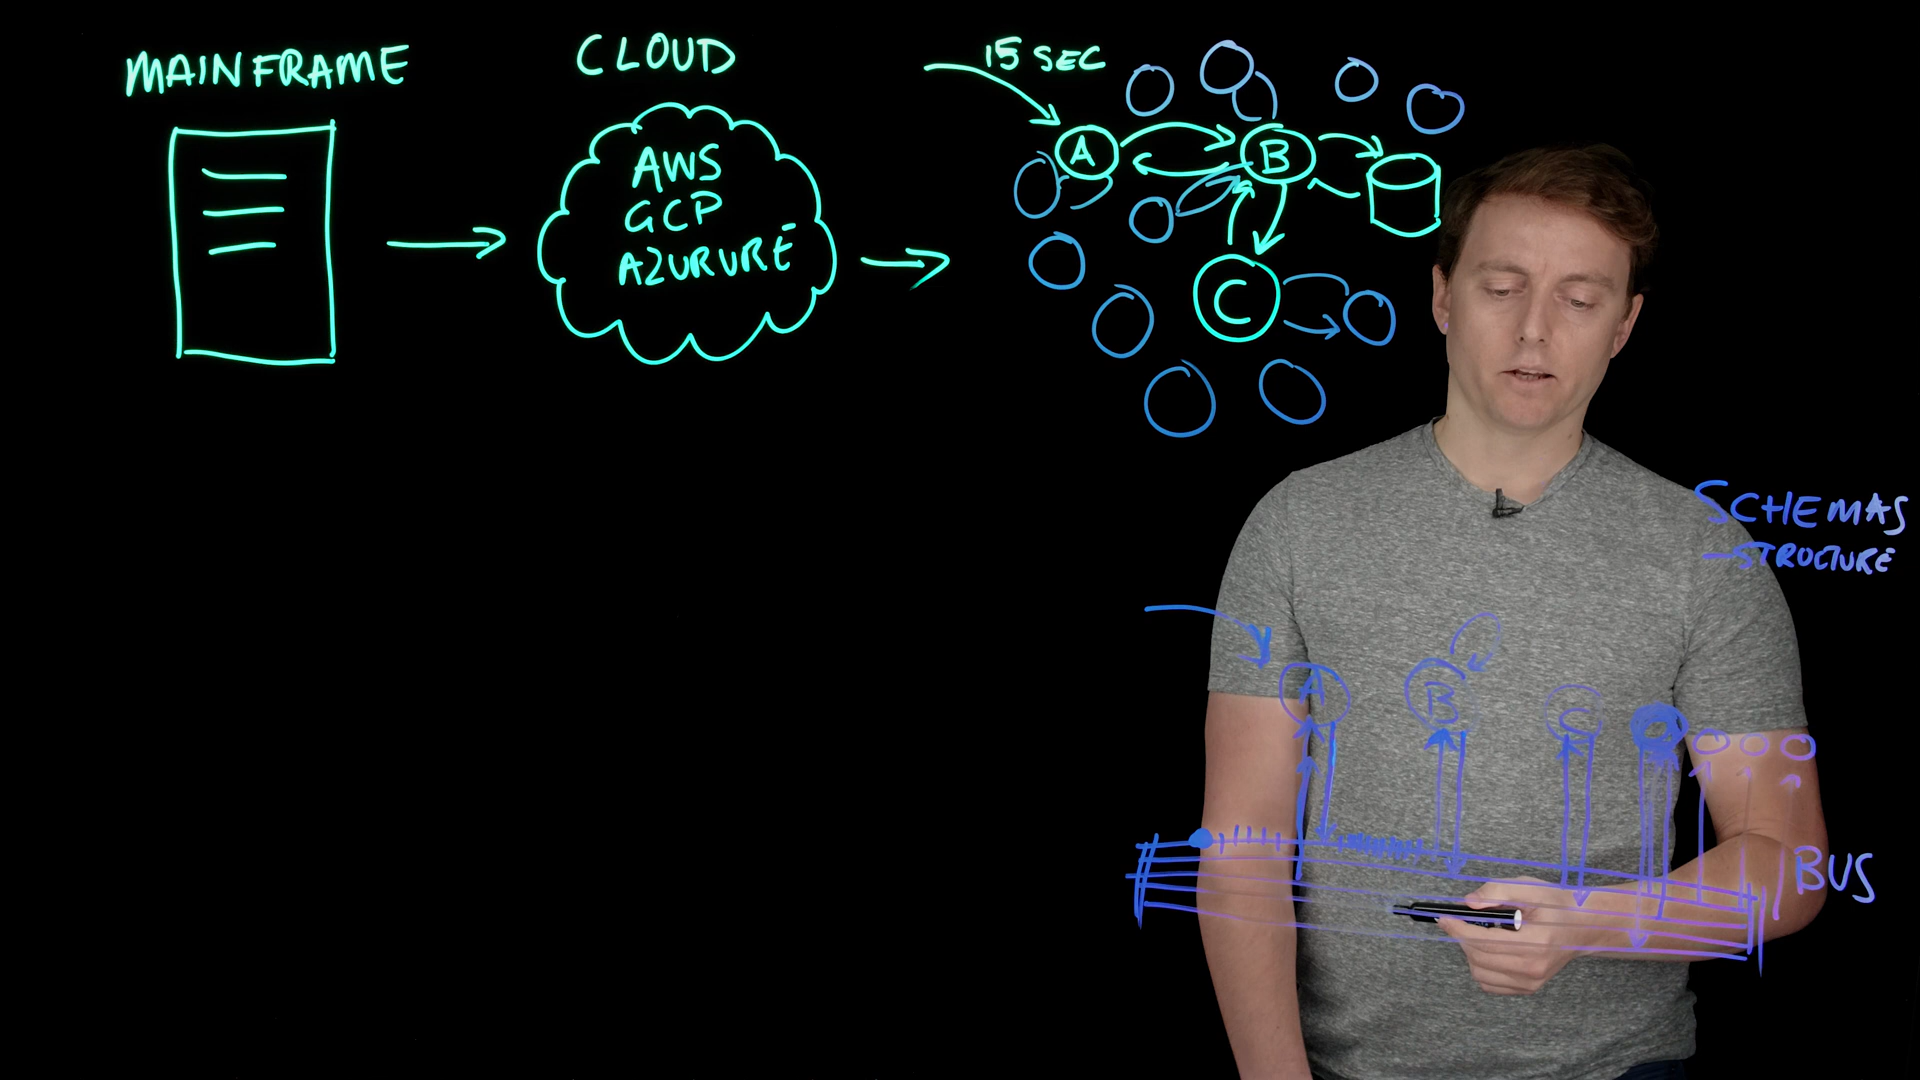 MAINFRAME
CLOUD
AWS
GCP
AZURURE
15 SEC
A
B
C
SCHEMAS
- STRUCTURE
A
B
C
BUS